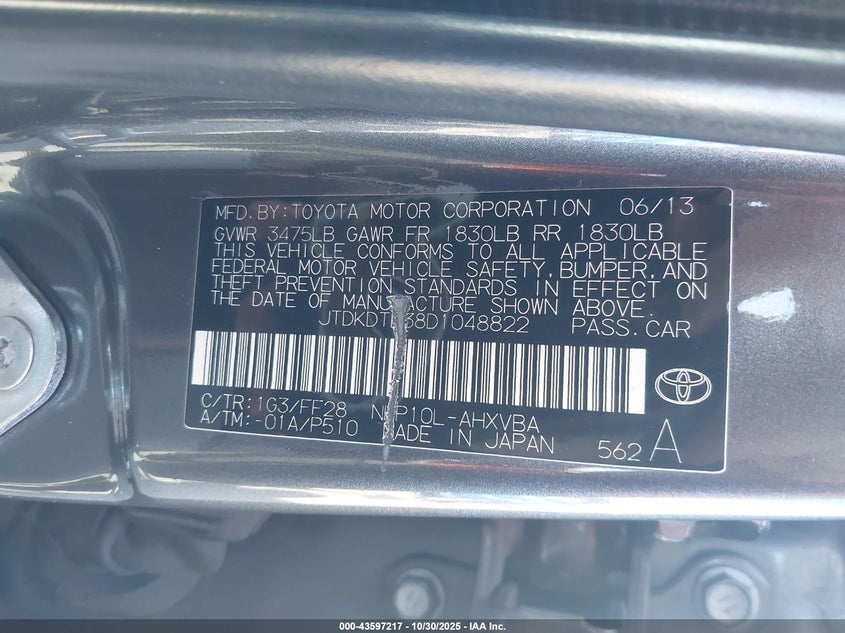 MFD.BY:TOYOTA MOTOR CORPORATION 06/13
GVWR 3475LB GAWR FR 1830LB RR 1830LB
THIS VEHICLE CONFORMS TO ALL APPLICABLE
FEDERAL MOTOR VEHICLE SAFETY,BUMPER,AND
THEFT PREVENTION STANDARDS IN EFFECT ON
THE DATE OF MANUFACTURE SHOWN ABOVE.
PASS.CAR
C/TR:1G3/FF28
A/TM:-01A/P510 MADE IN JAPAN
562 A
000-43597217 - 10/30/2025 - IAA Inc.